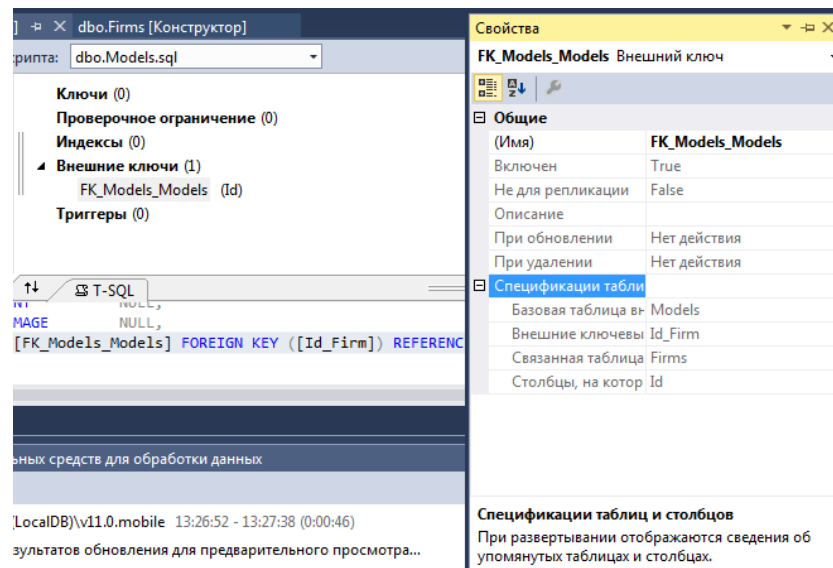 dbo.Firms [Конструктор]
dbo.Models.sql
Ключи (0)
Проверочное ограничение (0)
Индексы (0)
Внешние ключи (1)
FK_Models_Models (Id)
Триггеры (0)
T-SQL
NULL,
MAGE NULL,
[FK_Models_Models] FOREIGN KEY ([Id_Firm]) REFERENC
ьных средств для обработки данных
(LocalDB)\v11.0.mobile 13:26:52 - 13:27:38 (0:00:46)
зультатов обновления для предварительного просмотра...
Свойства
FK_Models_Models Внешний ключ
Общие
(Имя) FK_Models_Models
Включен True
Не для репликации False
Описание
При обновлении Нет действия
При удалении Нет действия
Спецификации табли
Базовая таблица вн Models
Внешние ключевы Id_Firm
Связанная таблица Firms
Столбцы, на котор Id
Спецификации таблиц и столбцов
При развертывании отображаются сведения об
упомянутых таблицах и столбцах.